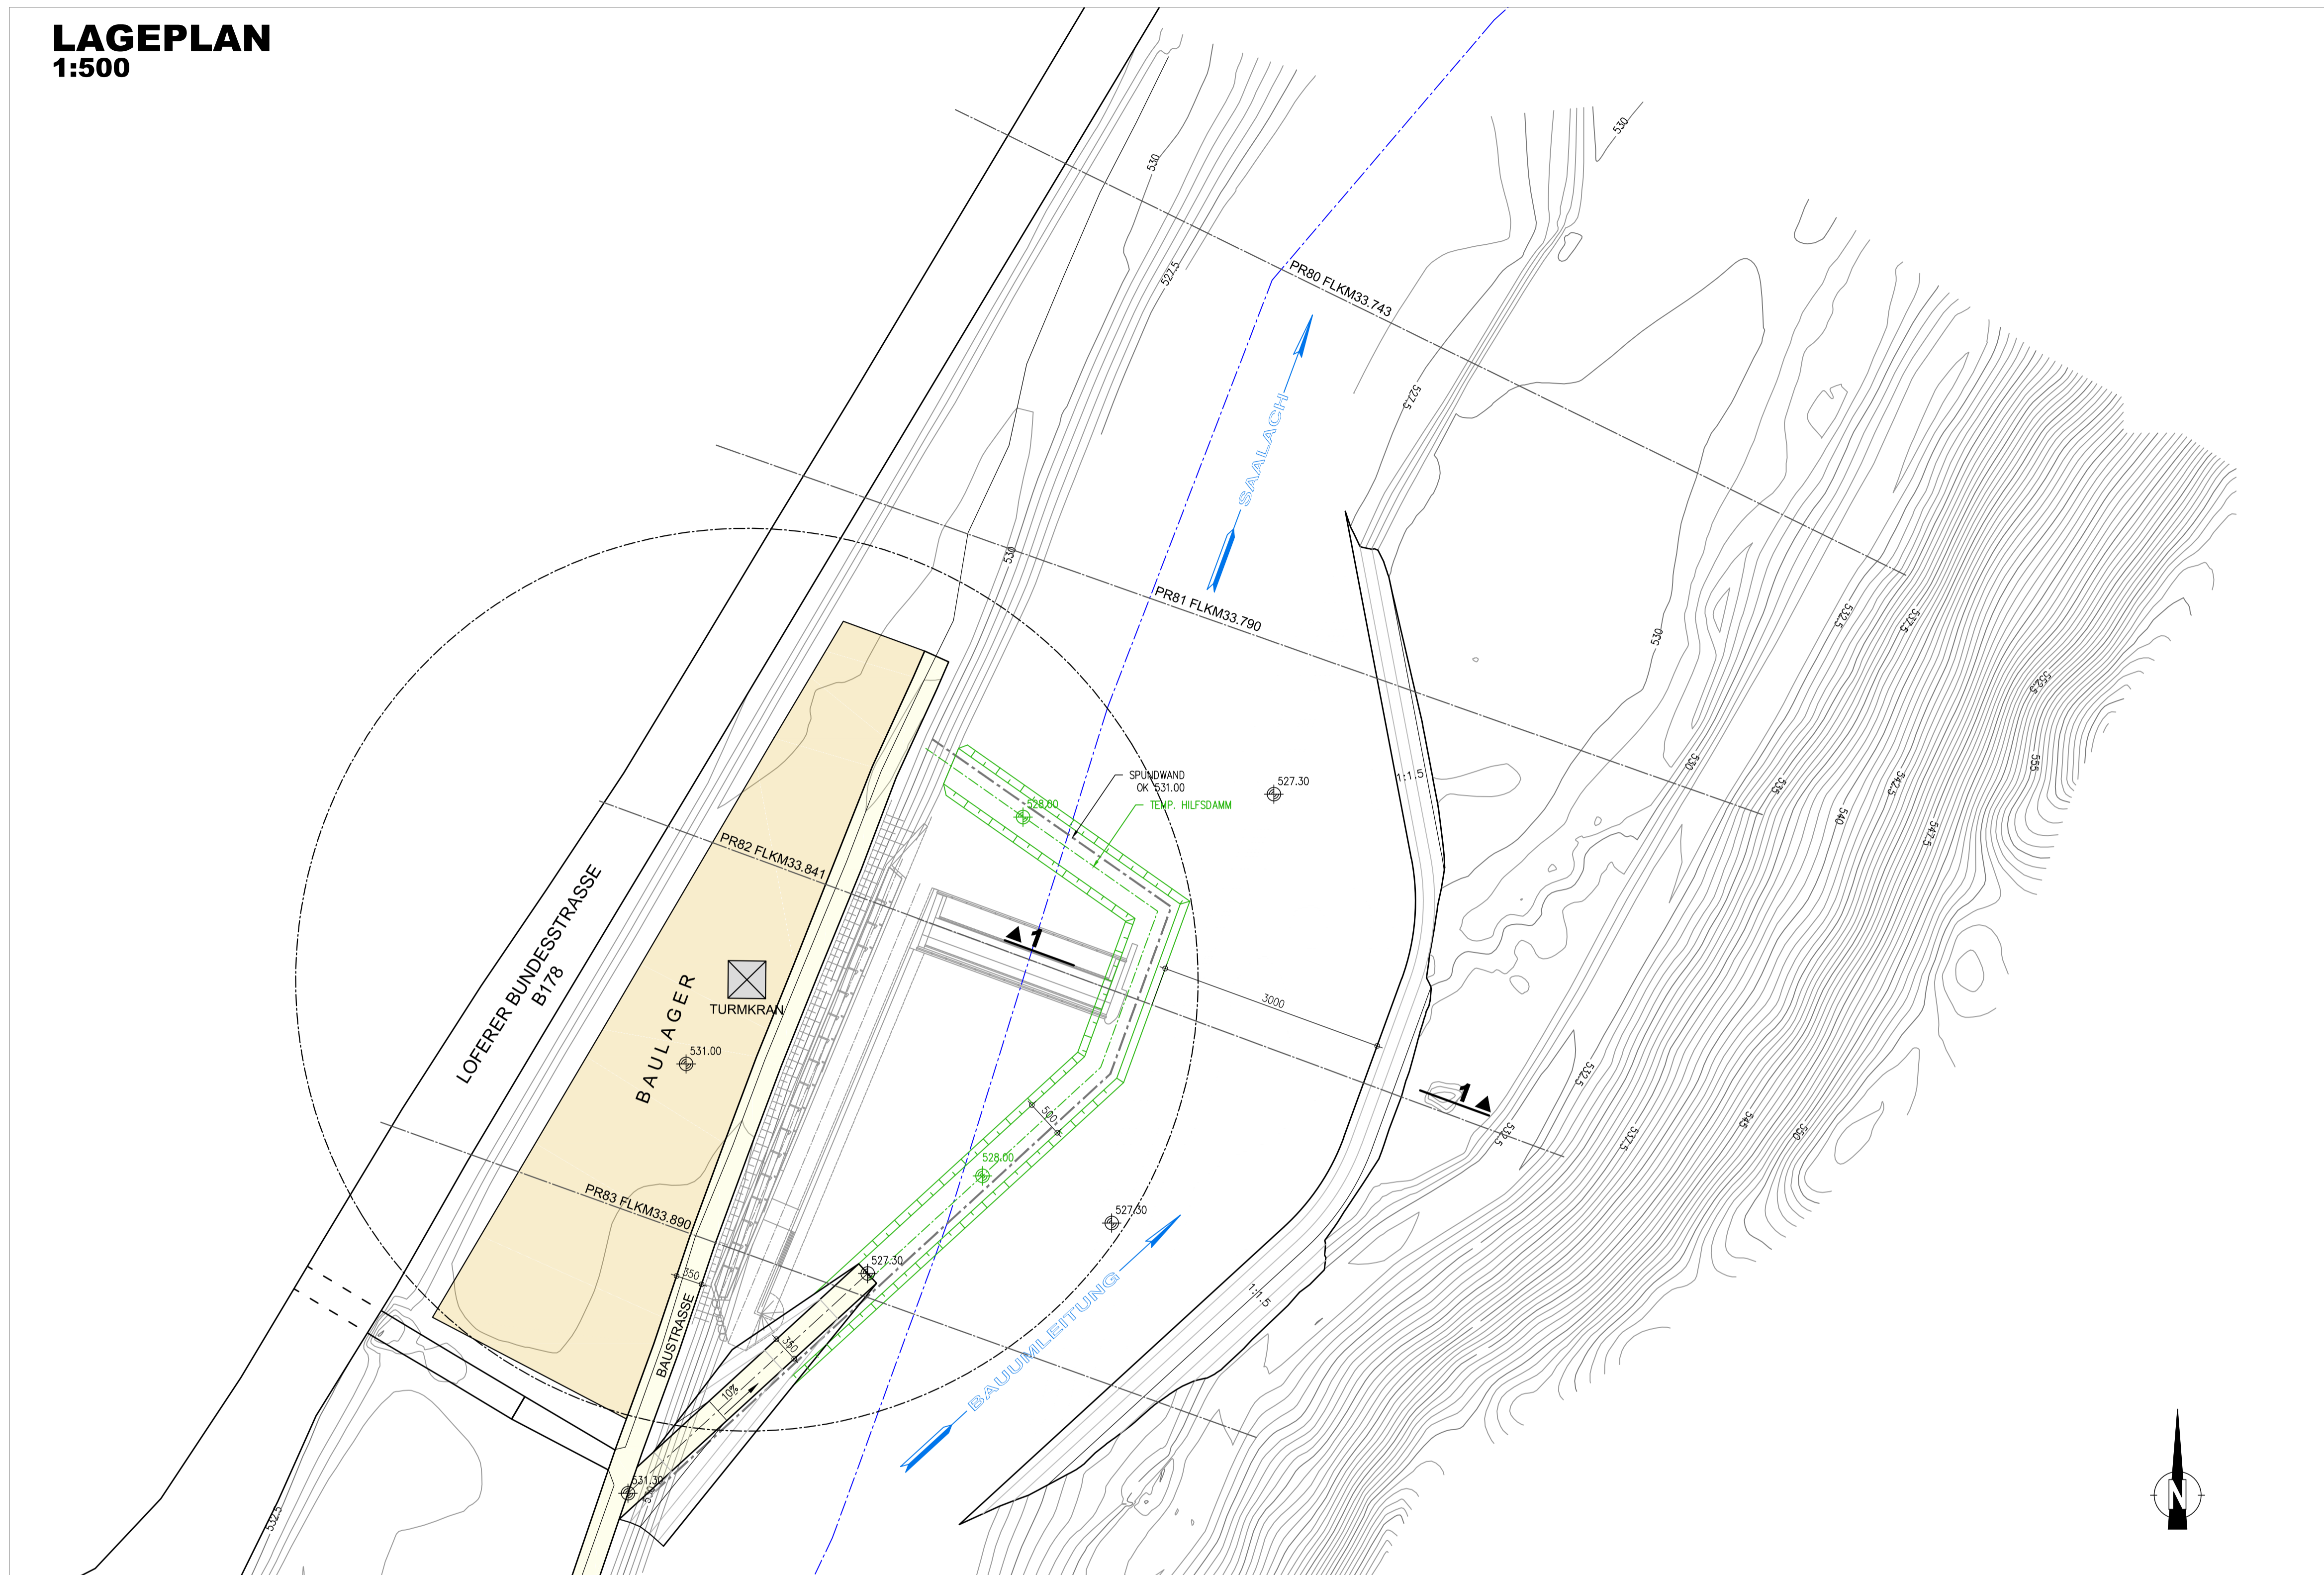 LAGEPLAN
1:500
530
530
527.5
PR80 FLKM33.743
527.5
SAALACH
530
PR81 FLKM33.790
532.5
537.5
530
552.5
530
535
542.5
555
540
547.5
1:1.5
SPUNDWAND
OK 531.00
TEMP. HILFSDAMM
528.00
527.30
PR82 FLKM33.841
LOFERER BUNDESSTRASSE
B178
BAULAGER
TURMKRAN
531.00
1
3000
1
532.5
532.5
537.5
545
550
500
528.00
527.30
PR83 FLKM33.890
527.30
350
BAUSTRASSE
350
10%
BAUUMLEITUNG
1:1.5
531.30
530
532.5
N